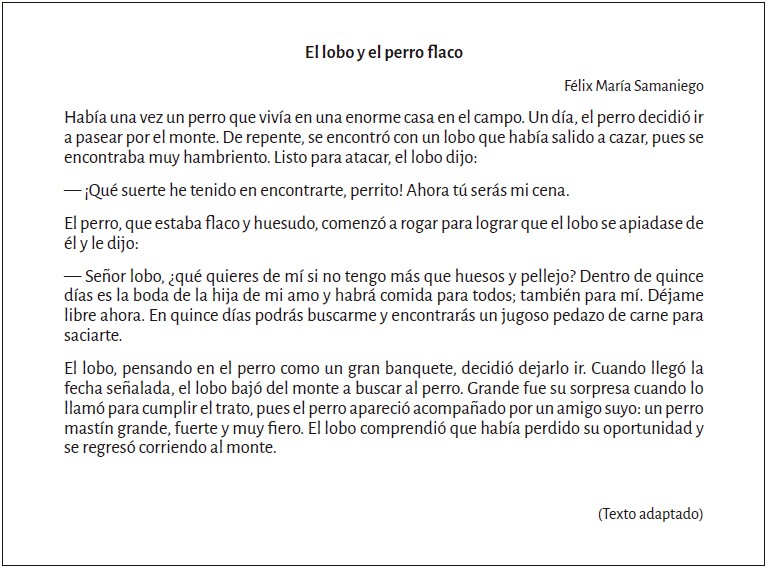 El lobo y el perro flaco
Félix María Samaniego
Había una vez un perro que vivía en una enorme casa en el campo. Un día, el perro decidió ir
a pasear por el monte. De repente, se encontró con un lobo que había salido a cazar, pues se
encontraba muy hambriento. Listo para atacar, el lobo dijo:
— ¡Qué suerte he tenido en encontrarte, perrito! Ahora tú serás mi cena.
El perro, que estaba flaco y huesudo, comenzó a rogar para lograr que el lobo se apiadase de
él y le dijo:
— Señor lobo, ¿qué quieres de mí si no tengo más que huesos y pellejo? Dentro de quince
días es la boda de la hija de mi amo y habrá comida para todos; también para mí. Déjame
libre ahora. En quince días podrás buscarme y encontrarás un jugoso pedazo de carne para
saciarte.
El lobo, pensando en el perro como un gran banquete, decidió dejarlo ir. Cuando llegó la
fecha señalada, el lobo bajó del monte a buscar al perro. Grande fue su sorpresa cuando lo
llamó para cumplir el trato, pues el perro apareció acompañado por un amigo suyo: un perro
mastín grande, fuerte y muy fiero. El lobo comprendió que había perdido su oportunidad y
se regresó corriendo al monte.
(Texto adaptado)